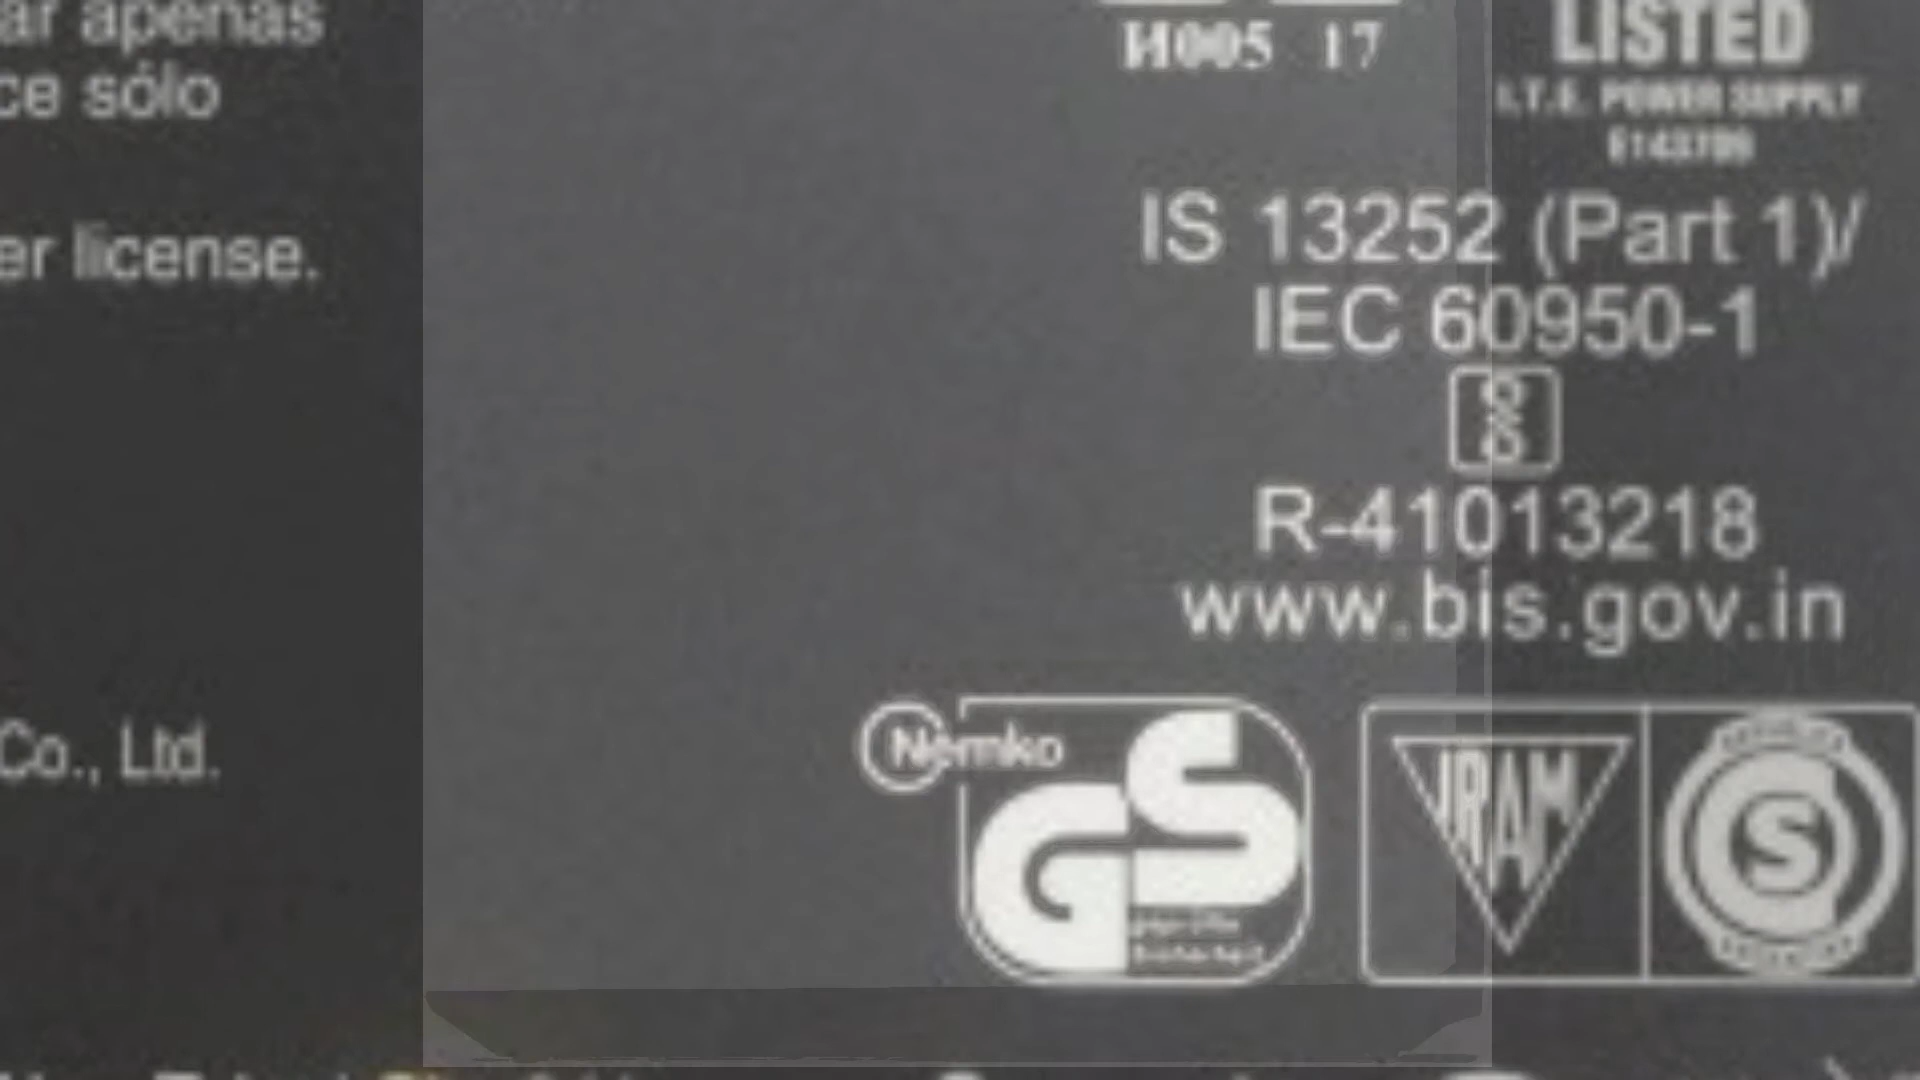 ar apenas
ce sólo
er license.
Co., Ltd.
И005 17
LISTED
I.T.E. POWER SUPPLY
IS 13252 (Part 1)/
IEC 60950-1
R-41013218
www.bis.gov.in
Nemko
GS
IRAM
S